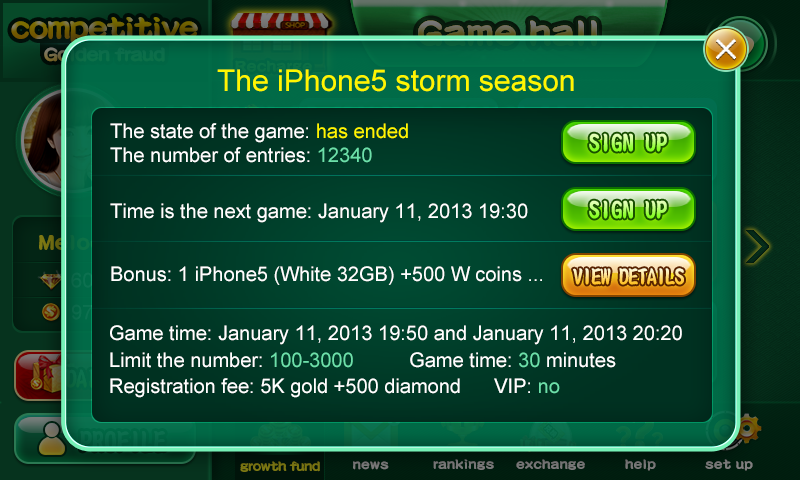 competitive
Golden fraud
SHOP
Game hall
The iPhone5 storm season
The state of the game: has ended
The number of entries: 12340
SIGN UP
Time is the next game: January 11, 2013 19:30
SIGN UP
Bonus: 1 iPhone5 (White 32GB) +500 W coins ...
VIEW DETAILS
Game time: January 11, 2013 19:50 and January 11, 2013 20:20
Limit the number: 100-3000 Game time: 30 minutes
Registration fee: 5K gold +500 diamond VIP: no
PROFILE
growth fund
news
rankings
exchange
help
set up